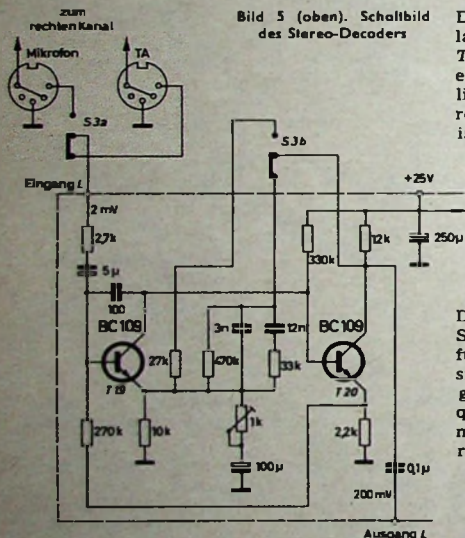 zum
rechten Kanal
Bild 5 (oben). Schaltbild
des Stereo-Decoders
Mikrofon
TA
S3a
S3b
Eingang L
2 mV
+25V
2,7k
5µ
100
330k
12k
250µ
BC109
3n
12n
BC109
27k
470k
33k
T19
T20
1k
270k
10k
100µ
2,2k
0,1µ
200mV
Ausgang L